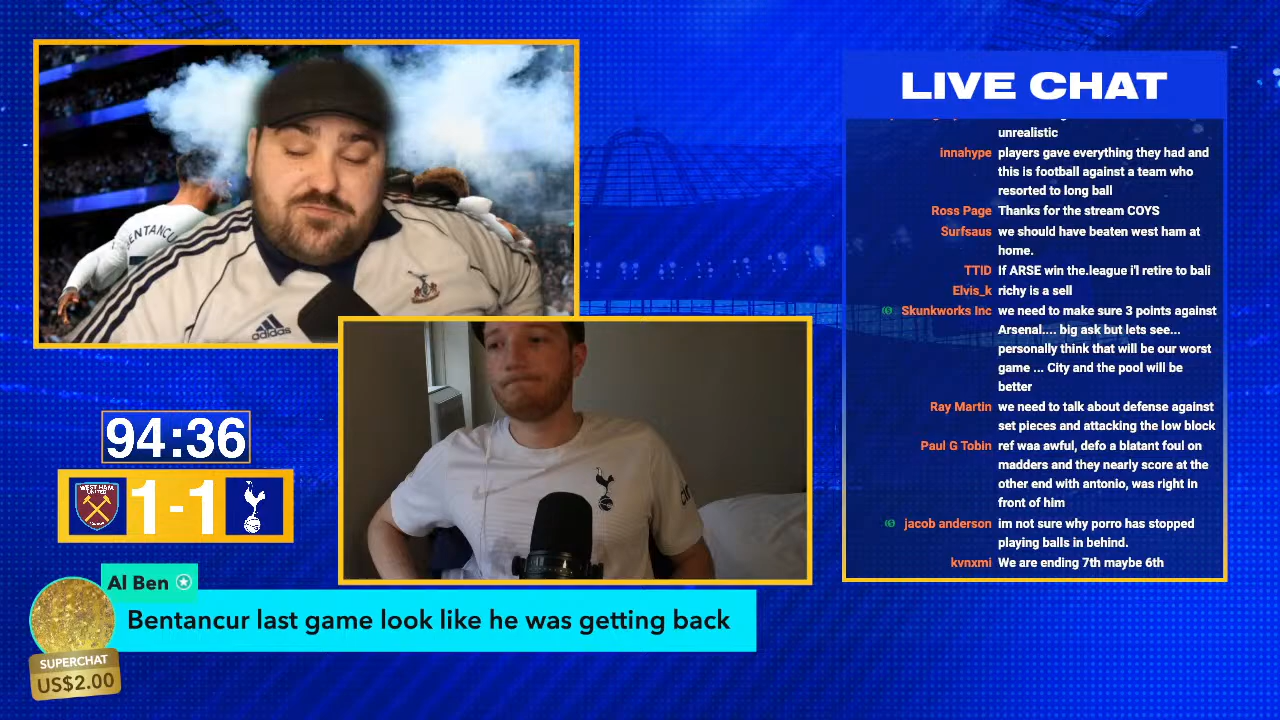 BENTANCU
adidas
94:36
WEST HAM
UNITED
1-1
Al Ben
Bentancur last game look like he was getting back
SUPERCHAT
US$2.00
LIVE CHAT
unrealistic
innahype players gave everything they had and
this is football against a team who
resorted to long ball
Ross Page Thanks for the stream COYS
Surfsaus we should have beaten west ham at
home.
TTID If ARSE win the.league i'l retire to bali
Elvis_k richy is a sell
Skunkworks Inc we need to make sure 3 points against
Arsenal.... big ask but lets see...
personally think that will be our worst
game ... City and the pool will be
better
Ray Martin we need to talk about defense against
set pieces and attacking the low block
Paul G Tobin ref waa awful, defo a blatant foul on
madders and they nearly score at the
other end with antonio, was right in
front of him
jacob anderson im not sure why porro has stopped
playing balls in behind.
kvnxmi We are ending 7th maybe 6th